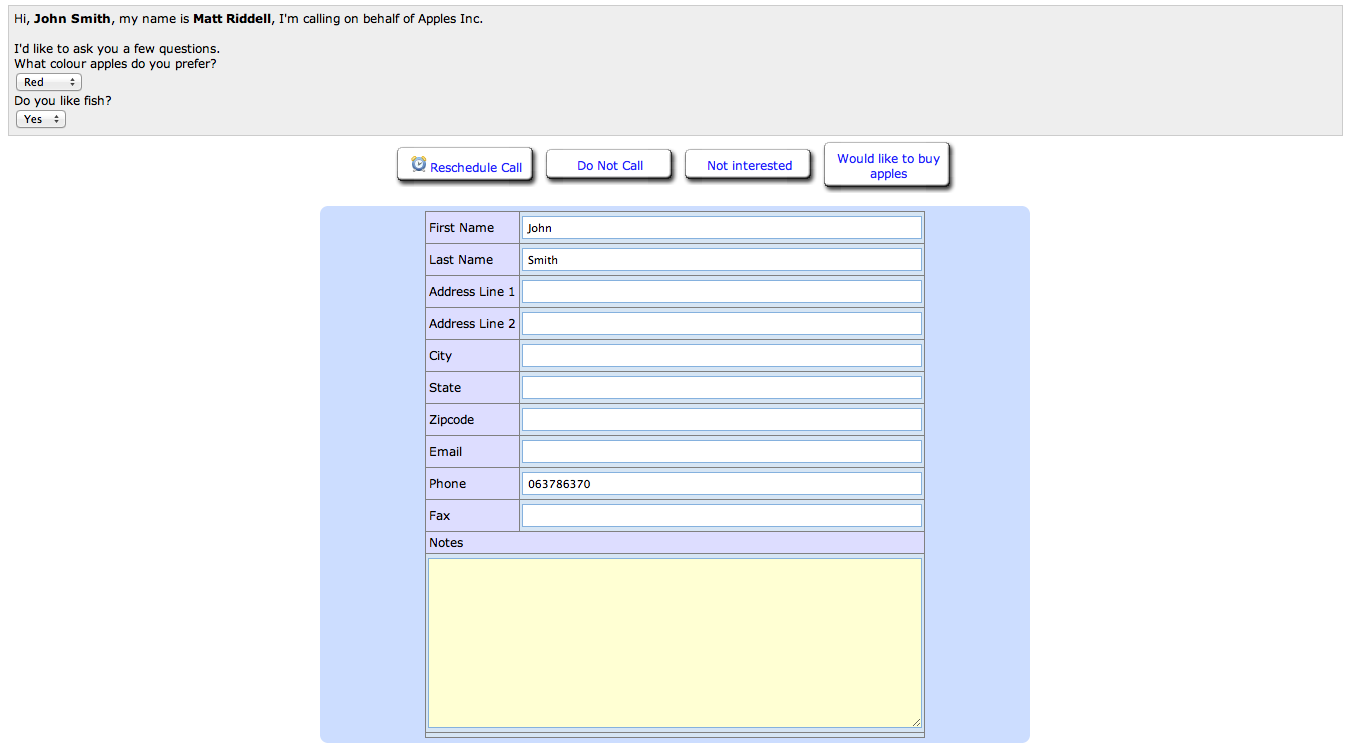 Hi, John Smith, my name is Matt Riddell, I'm calling on behalf of Apples Inc.
I'd like to ask you a few questions.
What colour apples do you prefer?
Red
Do you like fish?
Yes
Reschedule Call
Do Not Call
Not interested
Would like to buy
apples
First Name John
Last Name Smith
Address Line 1
Address Line 2
City
State
Zipcode
Email
Phone 063786370
Fax
Notes